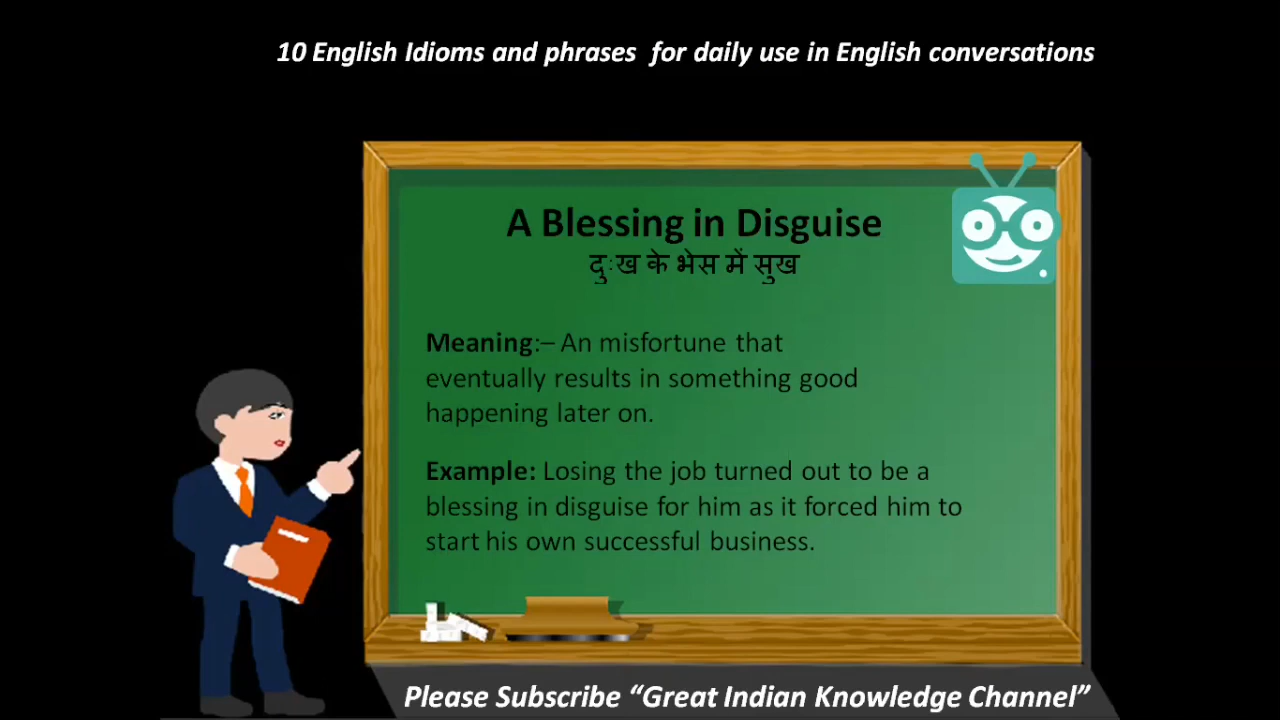 10 English Idioms and phrases for daily use in English conversations
A Blessing in Disguise
दुःख के भेस में सुख
Meaning:– An misfortune that
eventually results in something good
happening later on.
Example: Losing the job turned out to be a
blessing in disguise for him as it forced him to
start his own successful business.
Please Subscribe “Great Indian Knowledge Channel”